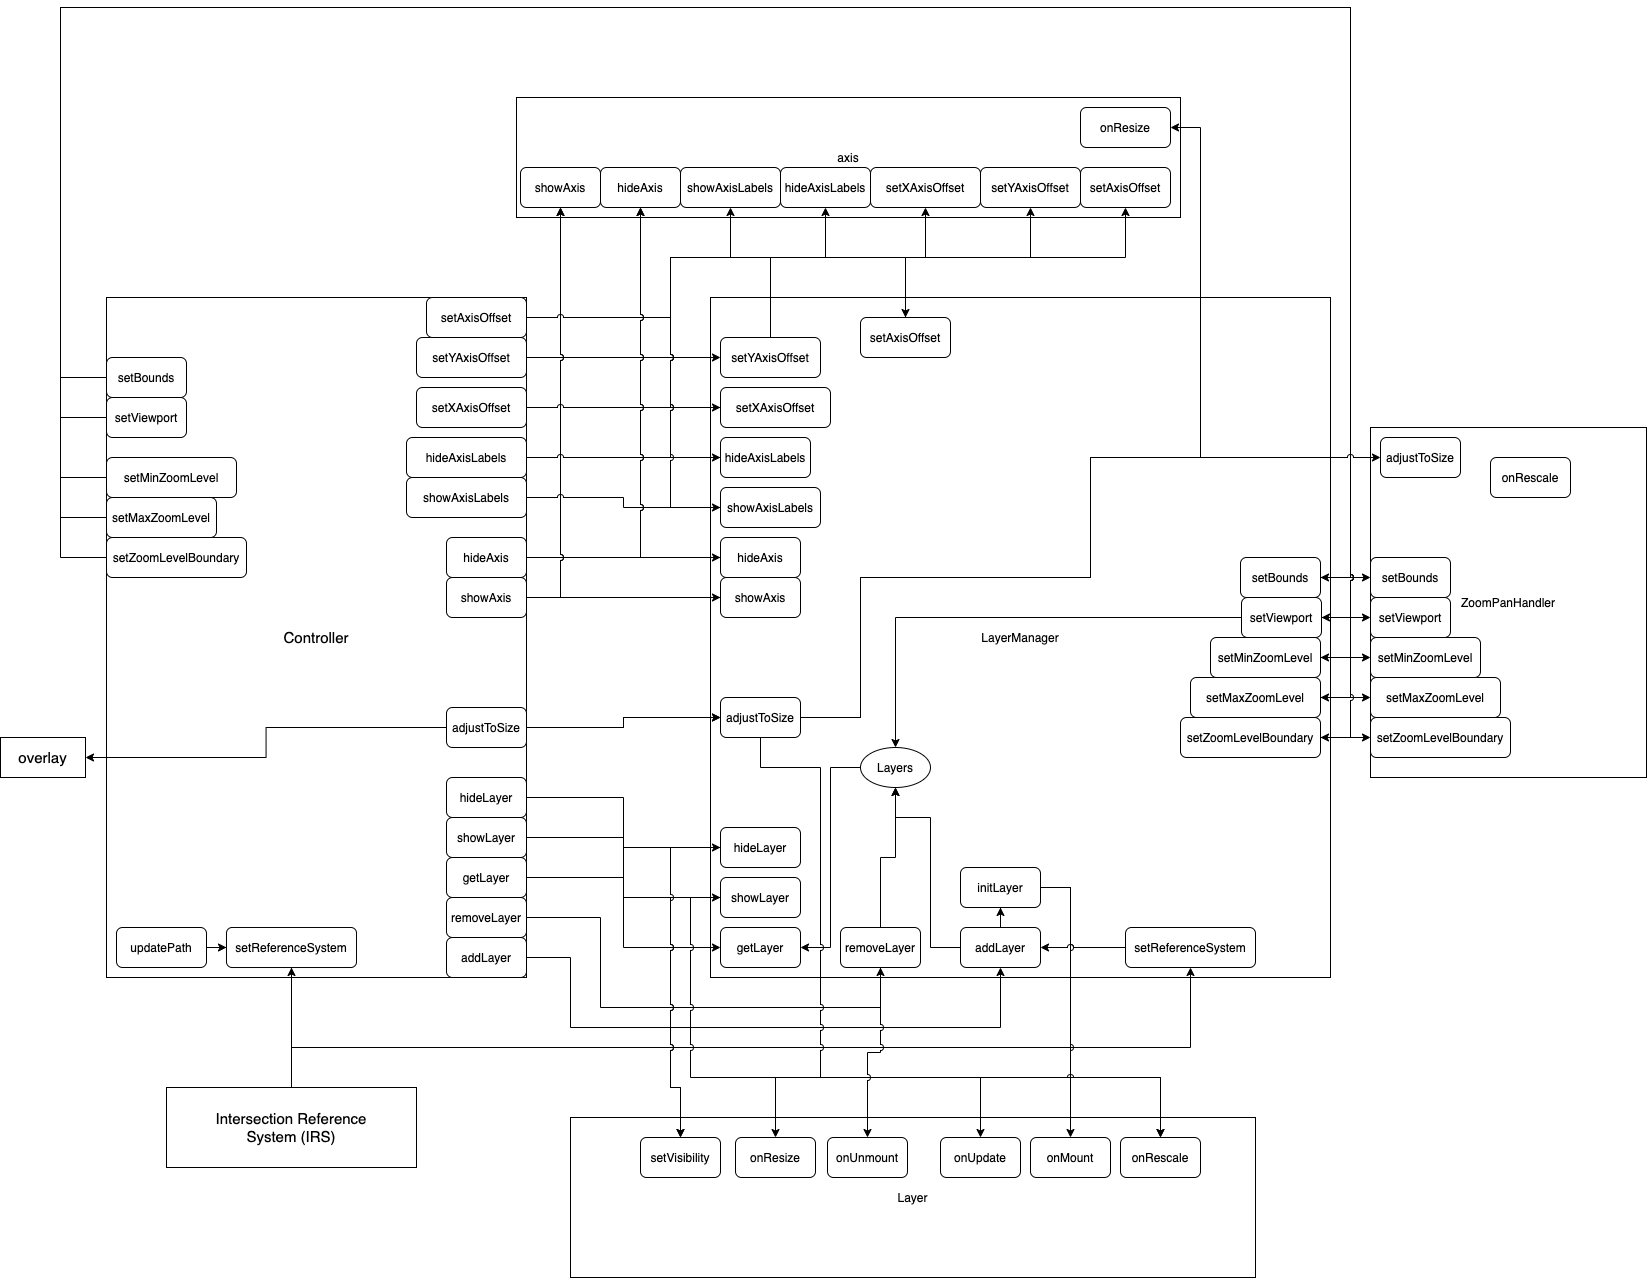 onResize
axis
showAxis
hideAxis
showAxisLabels
hideAxisLabels
setXAxisOffset
setYAxisOffset
setAxisOffset
setAxisOffset
setYAxisOffset
setXAxisOffset
hideAxisLabels
showAxisLabels
hideAxis
showAxis
setBounds
setViewport
setMinZoomLevel
setMaxZoomLevel
setZoomLevelBoundary
Controller
adjustToSize
overlay
hideLayer
showLayer
getLayer
removeLayer
addLayer
updatePath
setReferenceSystem
Intersection Reference
System (IRS)
setAxisOffset
setYAxisOffset
setXAxisOffset
hideAxisLabels
showAxisLabels
hideAxis
showAxis
LayerManager
adjustToSize
Layers
hideLayer
showLayer
getLayer
removeLayer
initLayer
addLayer
setReferenceSystem
setBounds
setViewport
setMinZoomLevel
setMaxZoomLevel
setZoomLevelBoundary
adjustToSize
onRescale
setBounds
ZoomPanHandler
setViewport
setMinZoomLevel
setMaxZoomLevel
setZoomLevelBoundary
setVisibility
onResize
onUnmount
onUpdate
onMount
onRescale
Layer